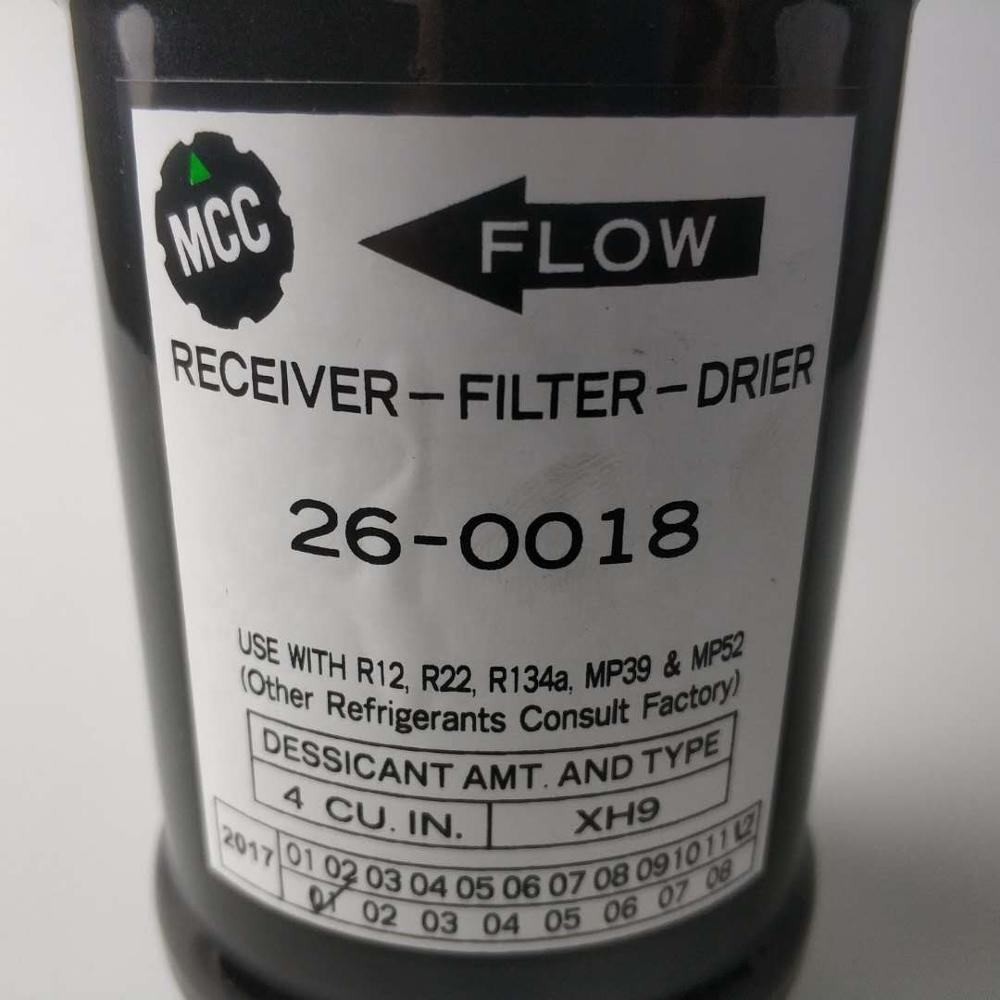 MCC
FLOW
RECEIVER-FILTER-DRIER
26-0018
USE WITH R12, R22, R134a, MP39 & MP52
(Other Refrigerants Consult Factory)
DESSICANT AMT. AND TYPE
4 CU. IN. XH9
2017 01 02 03 04 05 06 07 08 09 10 11 12
01 02 03 04 05 06 07 08